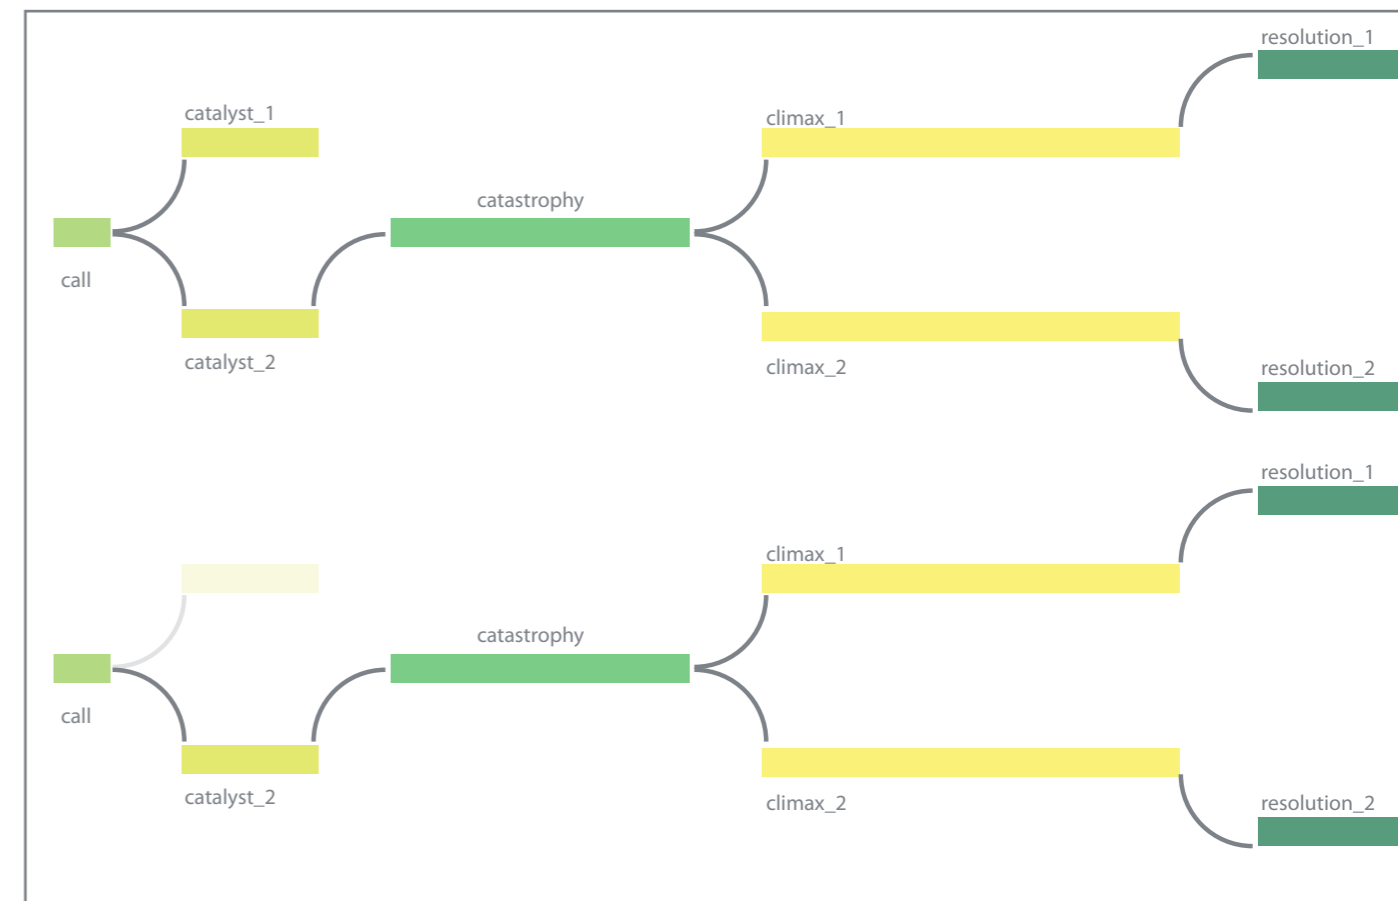 resolution_1
catalyst_1
climax_1
catastrophy
call
catalyst_2
climax_2
resolution_2
resolution_1
climax_1
catastrophy
call
catalyst_2
climax_2
resolution_2